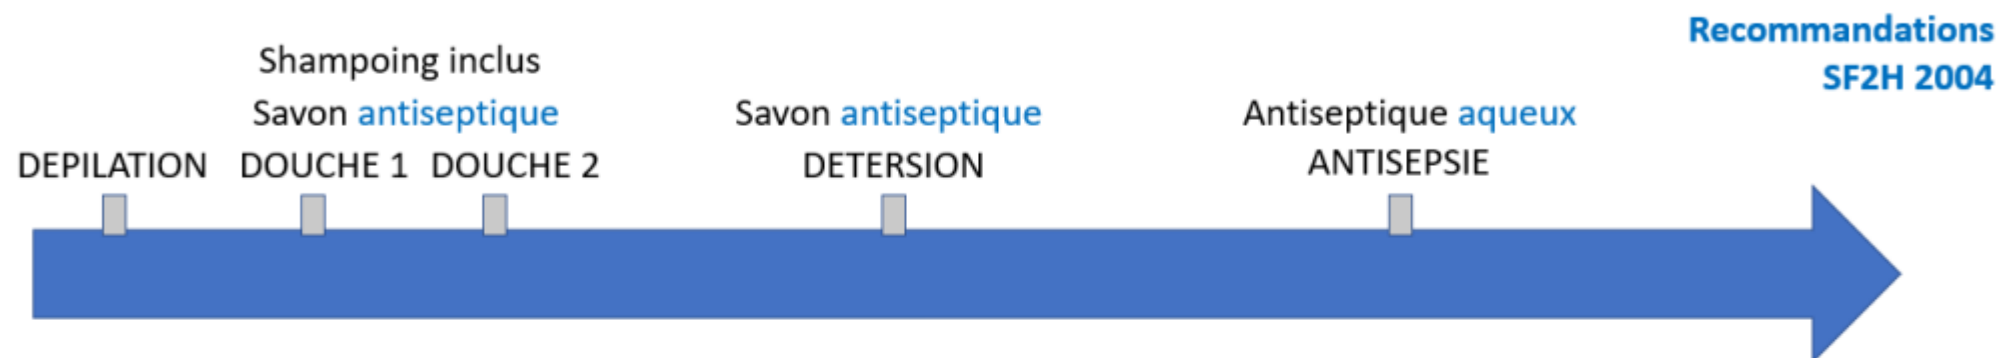 Recommandations
SF2H 2004
Shampoing inclus
Savon antiseptique
DEPILATION
DOUCHE 1
DOUCHE 2
Savon antiseptique
DETERSION
Antiseptique aqueux
ANTISEPSIE